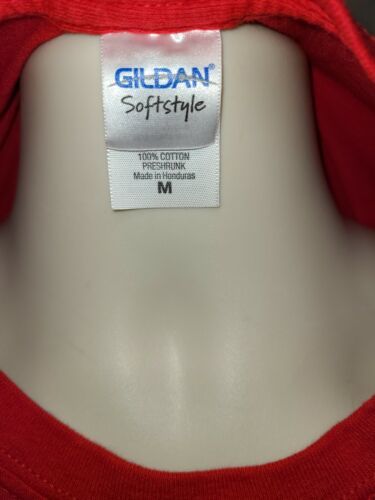 GILDAN®
Softstyle
100% COTTON
PRESHRUNK
Made in Honduras
M